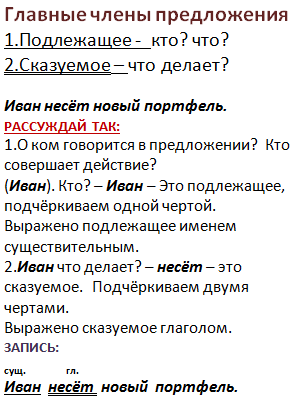 Главные члены предложения
1.Подлежащее - кто? что?
2.Сказуемое – что делает?
Иван несёт новый портфель.
РАССУЖДАЙ ТАК:
1.О ком говорится в предложении? Кто
совершает действие?
(Иван). Кто? – Иван – Это подлежащее,
подчёркиваем одной чертой.
Выражено подлежащее именем
существительным.
2.Иван что делает? – несёт – это
сказуемое. Подчёркиваем двумя
чертами.
Выражено сказуемое глаголом.
ЗАПИСЬ:
сущ. гл.
Иван несёт новый портфель.